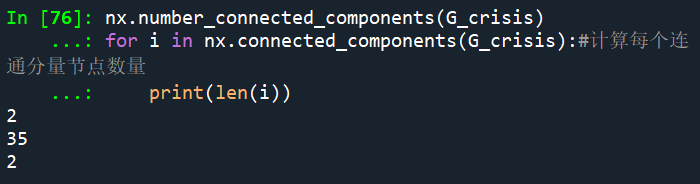 In [76]: nx.number_connected_components(G_crisis)
...: for i in nx.connected_components(G_crisis):#计算每个连
通分量节点数量
...:     print(len(i))
2
35
2